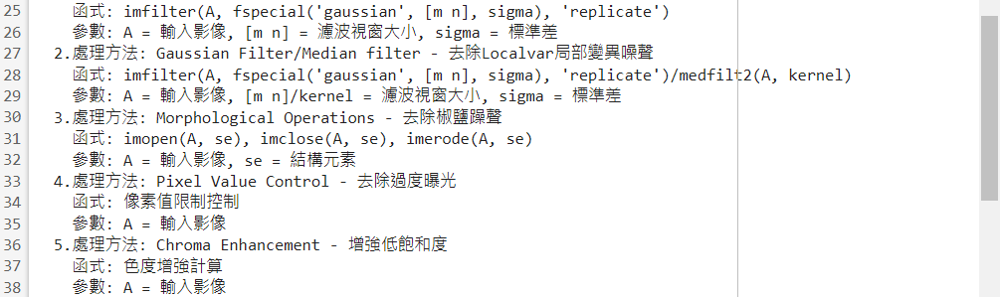 25 函式: imfilter(A, fspecial('gaussian', [m n], sigma), 'replicate')
26 參數: A = 輸入影像, [m n] = 濾波視窗大小, sigma = 標準差
27 2.處理方法: Gaussian Filter/Median filter - 去除Localvar局部變異噪聲
28 函式: imfilter(A, fspecial('gaussian', [m n], sigma), 'replicate')/medfilt2(A, kernel)
29 參數: A = 輸入影像, [m n]/kernel = 濾波視窗大小, sigma = 標準差
30 3.處理方法: Morphological Operations - 去除椒鹽躁聲
31 函式: imopen(A, se), imclose(A, se), imerode(A, se)
32 參數: A = 輸入影像, se = 結構元素
33 4.處理方法: Pixel Value Control - 去除過度曝光
34 函式: 像素值限制控制
35 參數: A = 輸入影像
36 5.處理方法: Chroma Enhancement - 增強低飽和度
37 函式: 色度增強計算
38 參數: A = 輸入影像